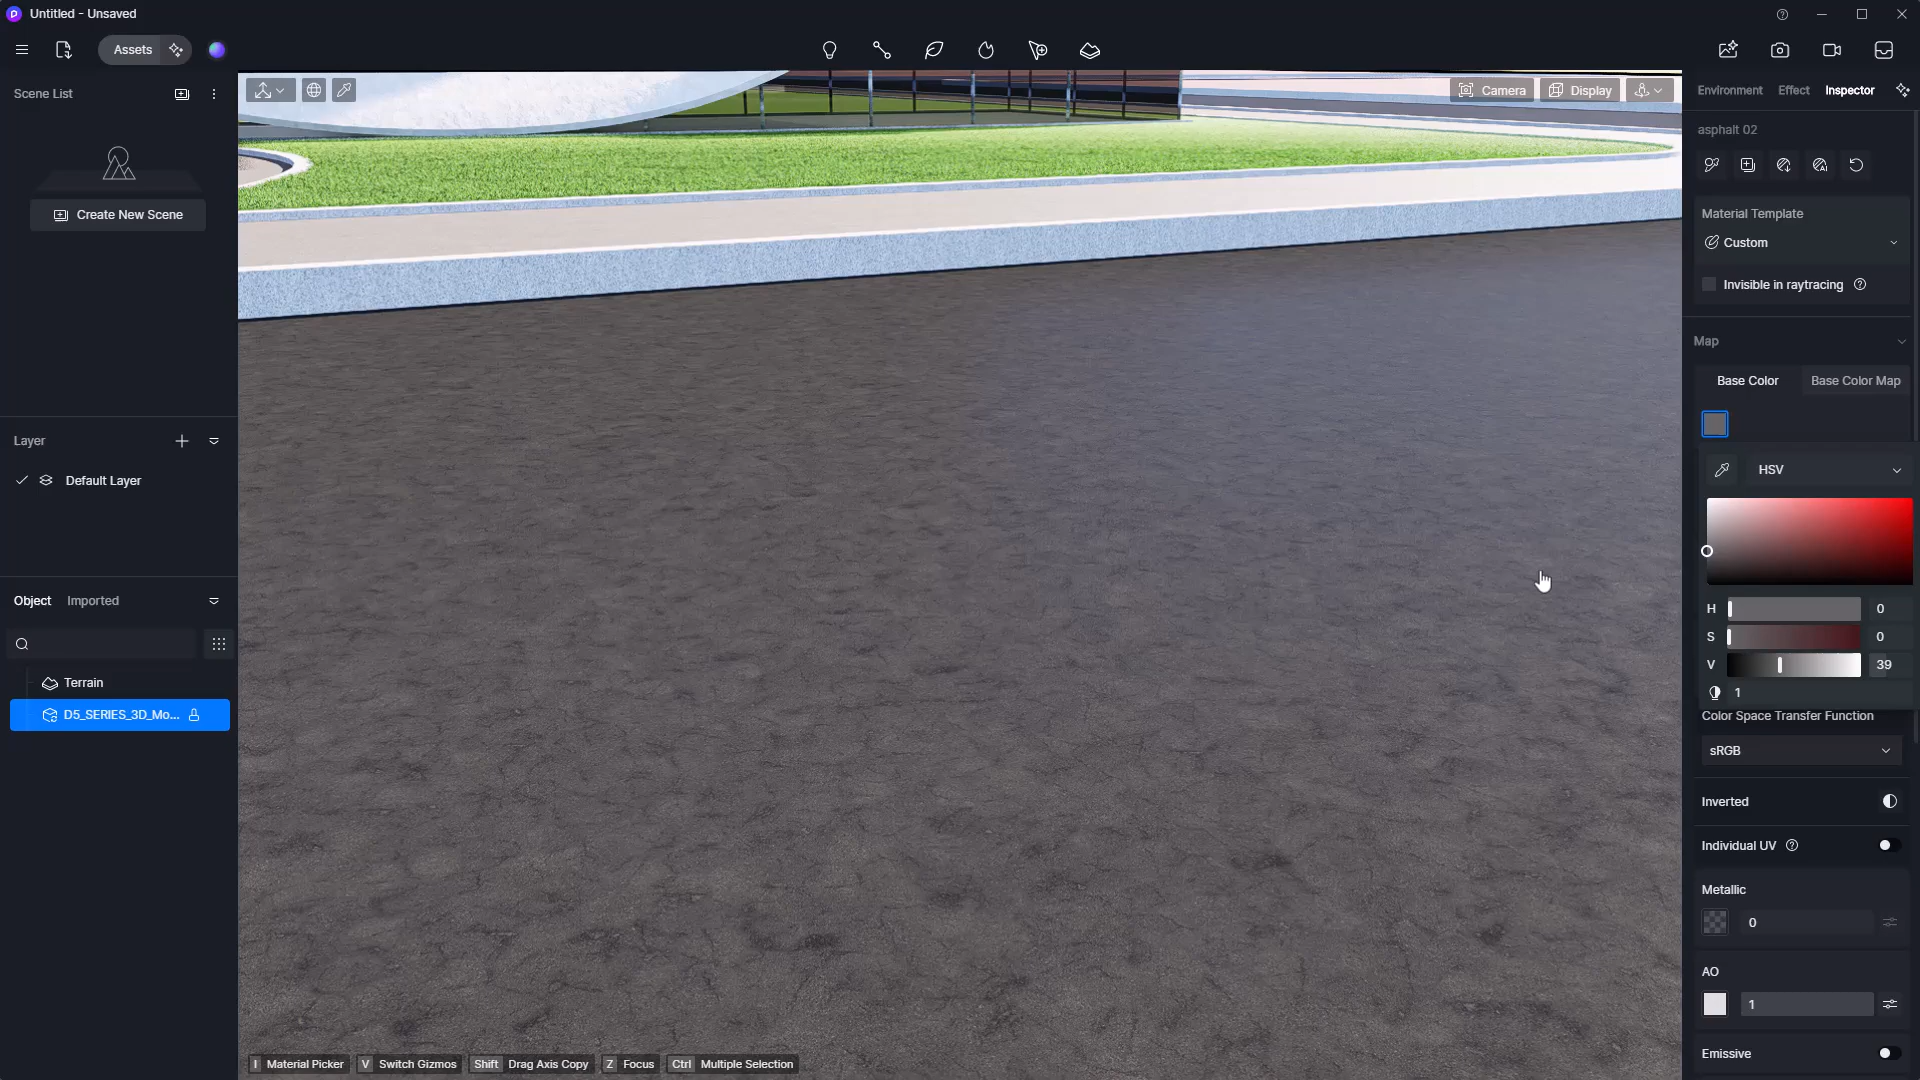 Untitled - Unsaved
Assets
Scene List
Create New Scene
Layer
Default Layer
Object Imported
Terrain
D5_SERIES_3D_Mo...
Camera Display
I Material Picker V Switch Gizmos Shift Drag Axis Copy Z Focus Ctrl Multiple Selection
Environment Effect Inspector
asphalt 02
AI
Material Template
Custom
Invisible in raytracing
Map
Base Color Base Color Map
HSV
H 0
S 0
V 39
1
Color Space Transfer Function
sRGB
Inverted
Individual UV
Metallic
0
AO
1
Emissive